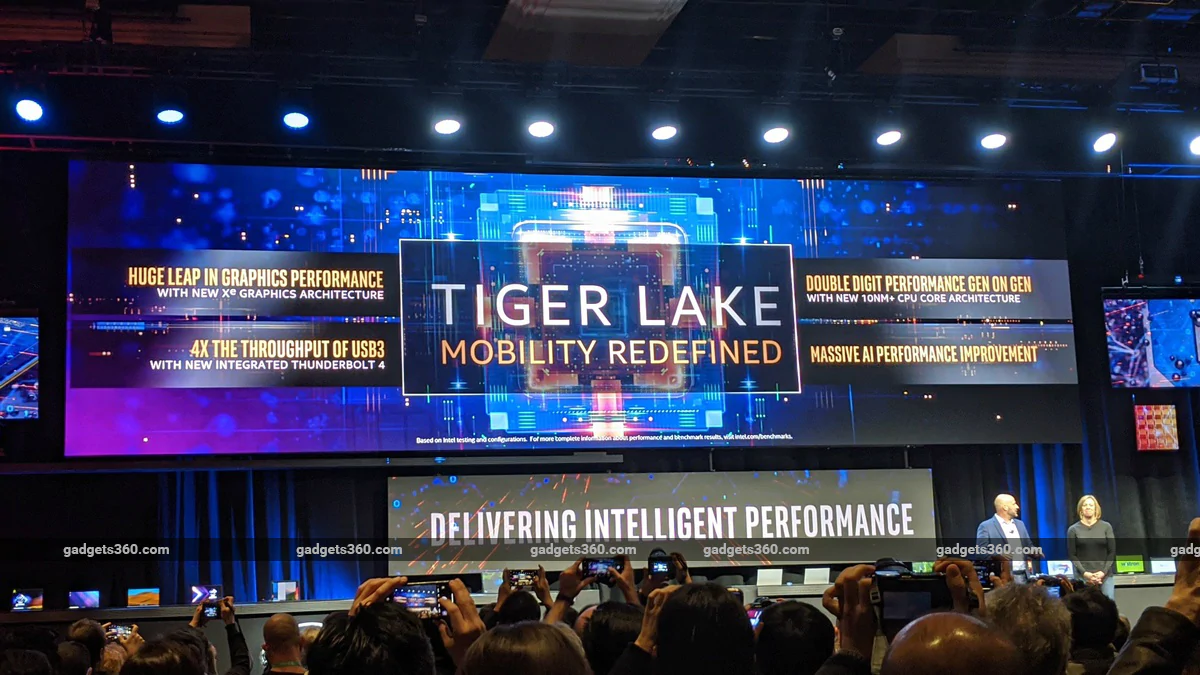 HUGE LEAP IN GRAPHICS PERFORMANCE
WITH NEW Xe GRAPHICS ARCHITECTURE
4X THE THROUGHPUT OF USB3
WITH NEW INTEGRATED THUNDERBOLT 4
TIGER LAKE
MOBILITY REDEFINED
DOUBLE DIGIT PERFORMANCE GEN ON GEN
WITH NEW 10NM+ CPU CORE ARCHITECTURE
MASSIVE AI PERFORMANCE IMPROVEMENT
Based on Intel testing and configurations. For more complete information about performance and benchmark results, visit intel.com/benchmarks.
DELIVERING INTELLIGENT PERFORMANCE
gadgets360.com gadgets360.com gadgets360.com gadgets360.com gadgets360.com gadg